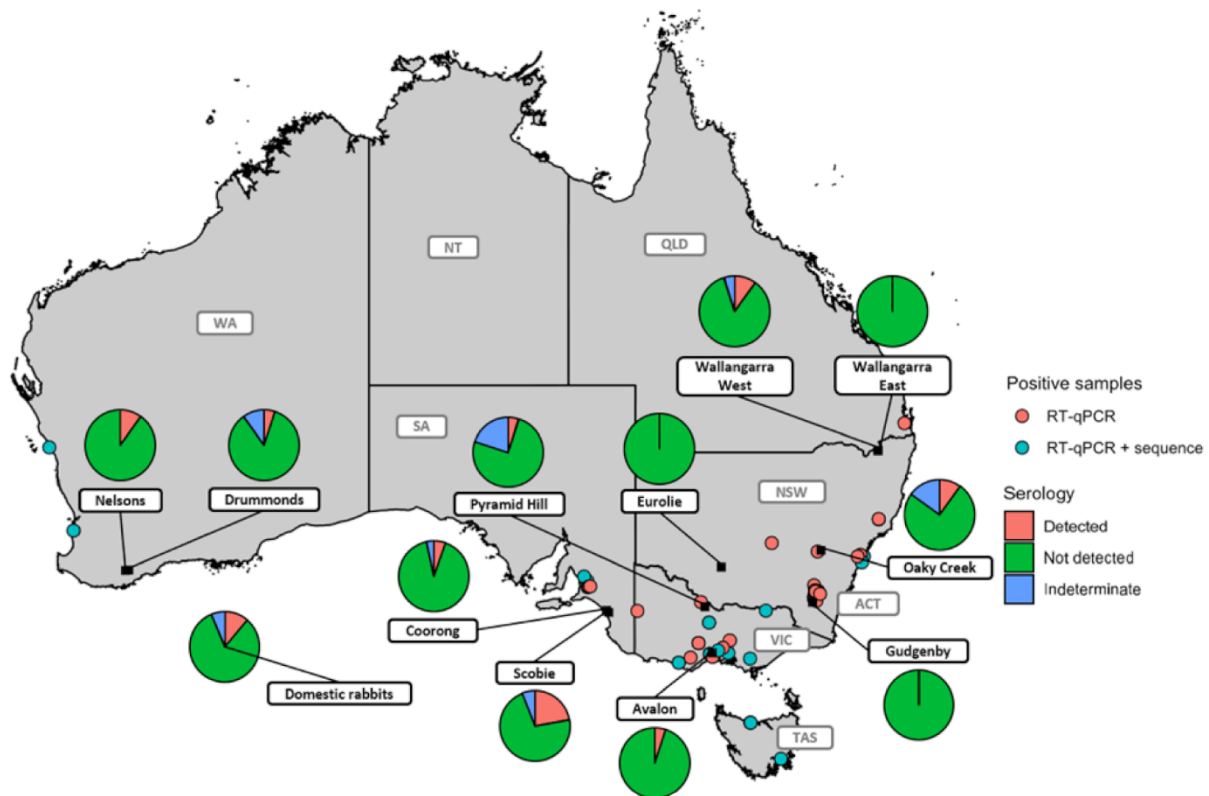 NT
QLD
WA
Wallangarra
West
Wallangarra
East
Positive samples
RT-qPCR
RT-qPCR + sequence
SA
Nelsons
Drummonds
Pyramid Hill
Eurolie
NSW
Serology
Detected
Not detected
Indeterminate
Oaky Creek
ACT
Coorong
VIC
Gudgenby
Scobie
Domestic rabbits
Avalon
TAS